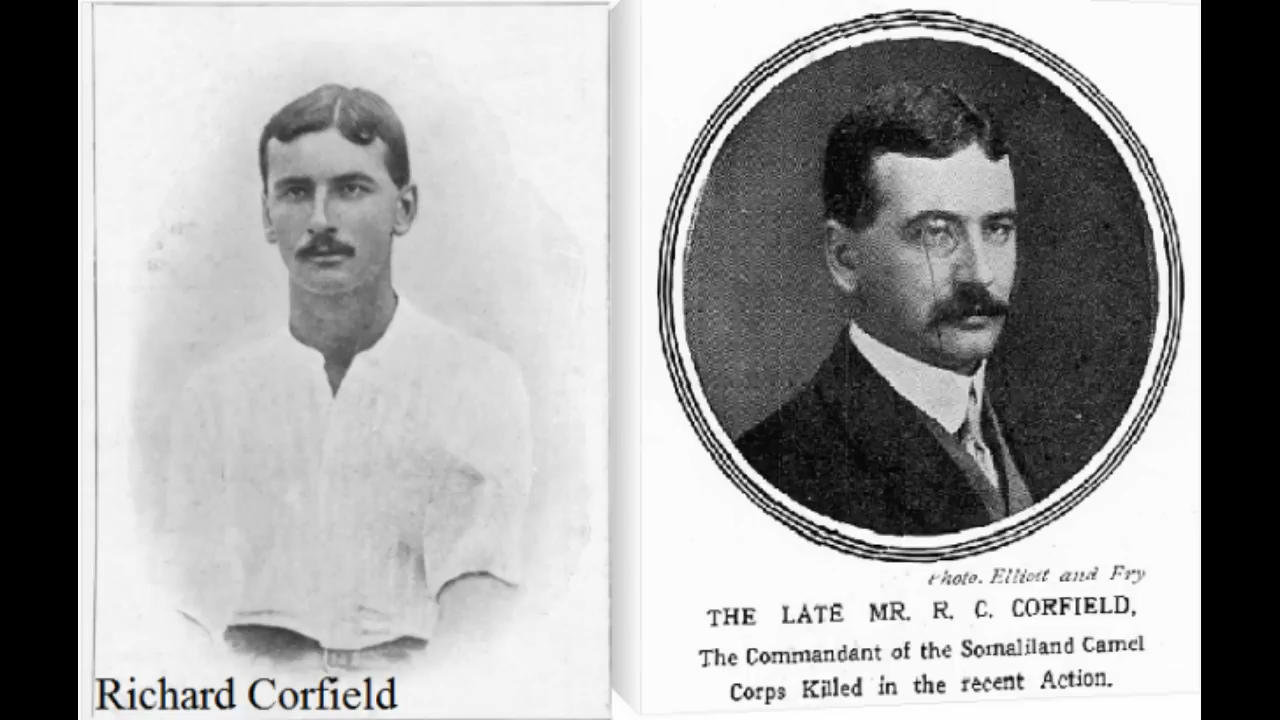 Richard Corfield
Photo. Elliott and Fry
THE LATE MR. R. C. CORFIELD,
The Commandant of the Somaliland Camel
Corps Killed in the recent Action.